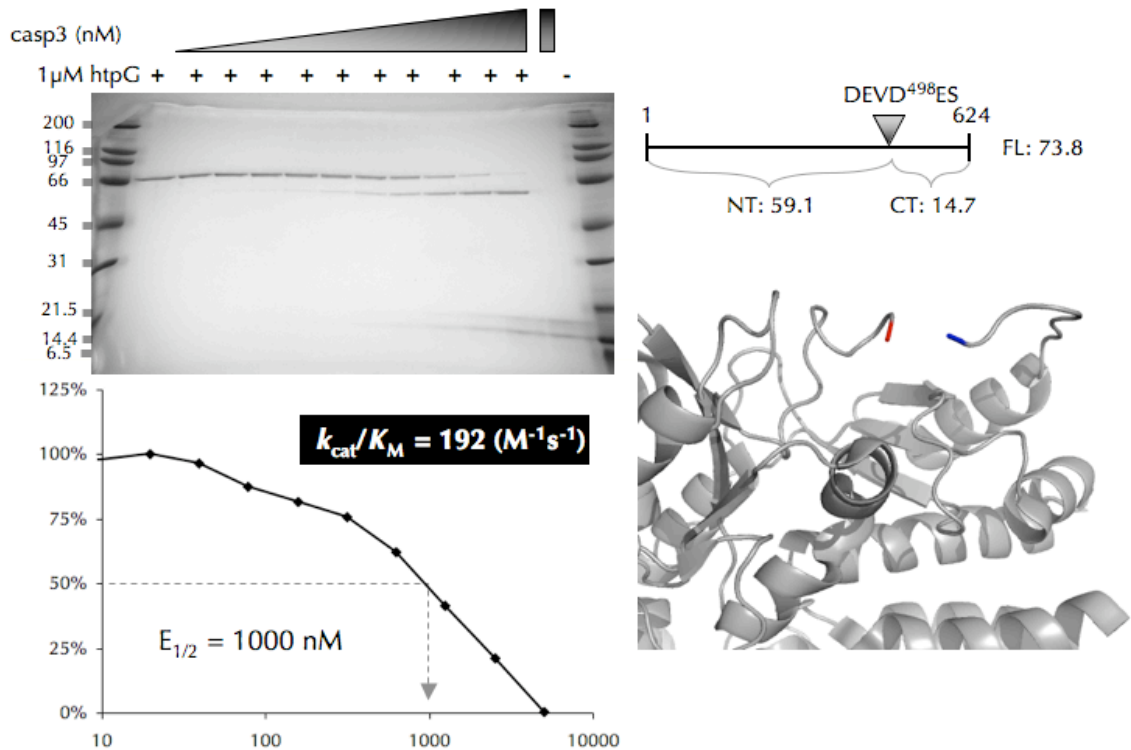 casp3 (nM)
1μM htpG + + + + + + + + + + + -
200
116
97
66
45
31
21.5
14.4
6.5
DEVD⁴⁹⁸ES
1 624
FL: 73.8
NT: 59.1 CT: 14.7
125%
100%
75%
50%
25%
0%
kcat/KM = 192 (M⁻¹s⁻¹)
E1/2 = 1000 nM
10 100 1000 10000